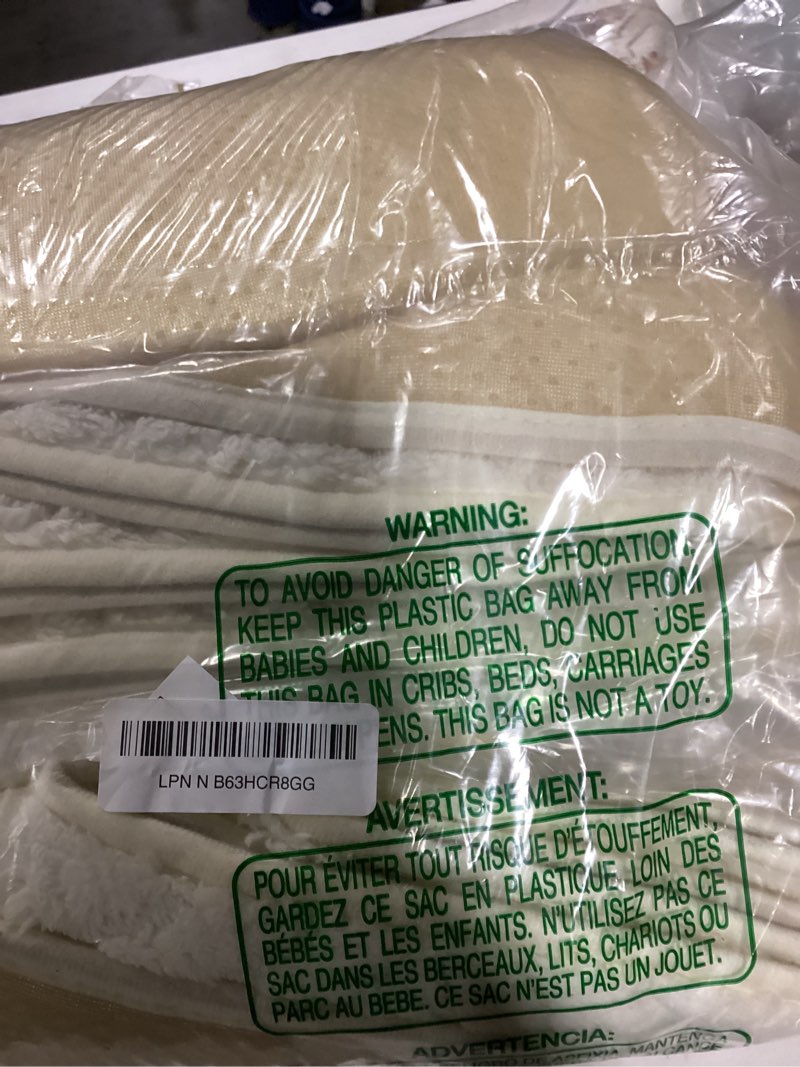 WARNING:
TO AVOID DANGER OF SUFFOCATION,
KEEP THIS PLASTIC BAG AWAY FROM
BABIES AND CHILDREN, DO NOT USE
THIS BAG IN CRIBS, BEDS, CARRIAGES
ENS. THIS BAG IS NOT A TOY.
LPN N B63HCR8GG
AVERTISSEMENT:
POUR ÉVITER TOUT RISQUE D'ÉTOUFFEMENT,
GARDEZ CE SAC EN PLASTIQUE LOIN DES
BÉBÉS ET LES ENFANTS. N'UTILISEZ PAS CE
SAC DANS LES BERCEAUX, LITS, CHARIOTS OU
PARC AU BEBE. CE SAC N'EST PAS UN JOUET.
ADVERTENCIA: